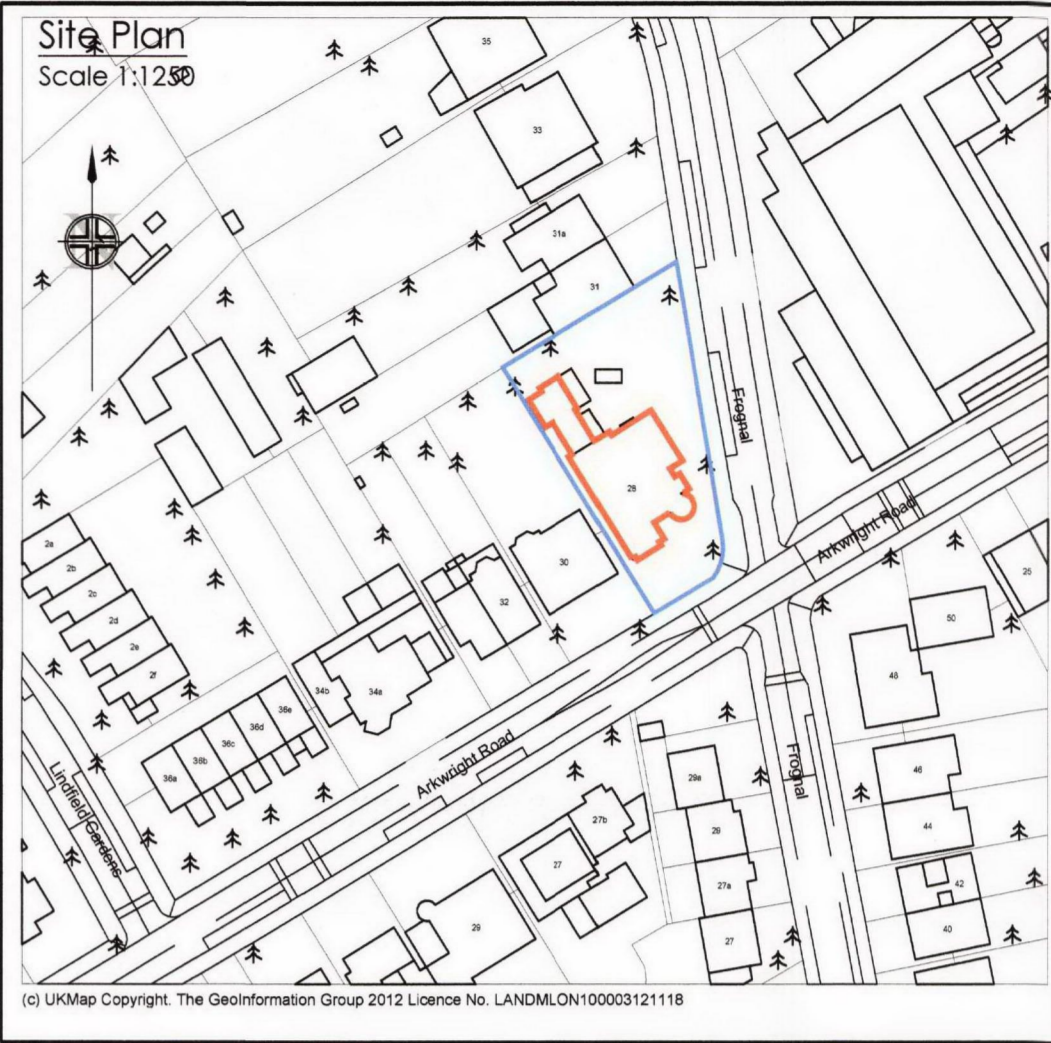 Site Plan
Scale 1:1250
35
33
31a
31
Frognal
28
Arkwright Road
30
32
34b
34a
2a
2b
2c
2d
2e
2f
36e
36d
36c
36b
36a
Lindfield Gardens
Arkwright Road
25
50
48
46
44
42
40
Frognal
29a
29
27a
27
27b
27
29
(c) UKMap Copyright. The GeoInformation Group 2012 Licence No. LANDMLON100003121118